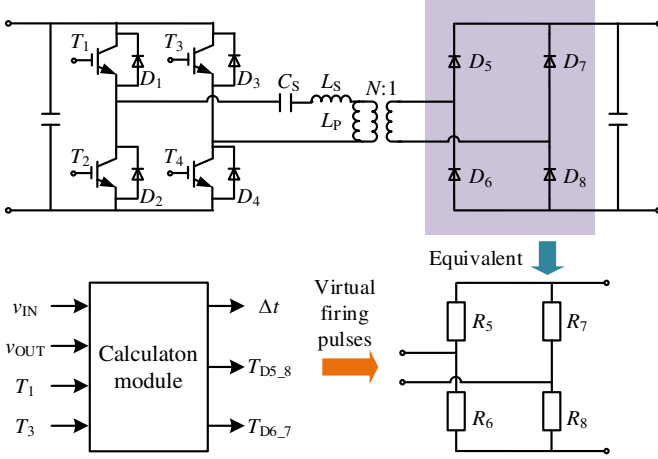 T1
T3
D1
D3
CS
LS
N:1
LP
D5
D7
T2
T4
D2
D4
D6
D8
Equivalent
vIN
vOUT
T1
T3
Calculaton
module
Δt
TD5_8
TD6_7
Virtual
firing
pulses
R5
R7
R6
R8